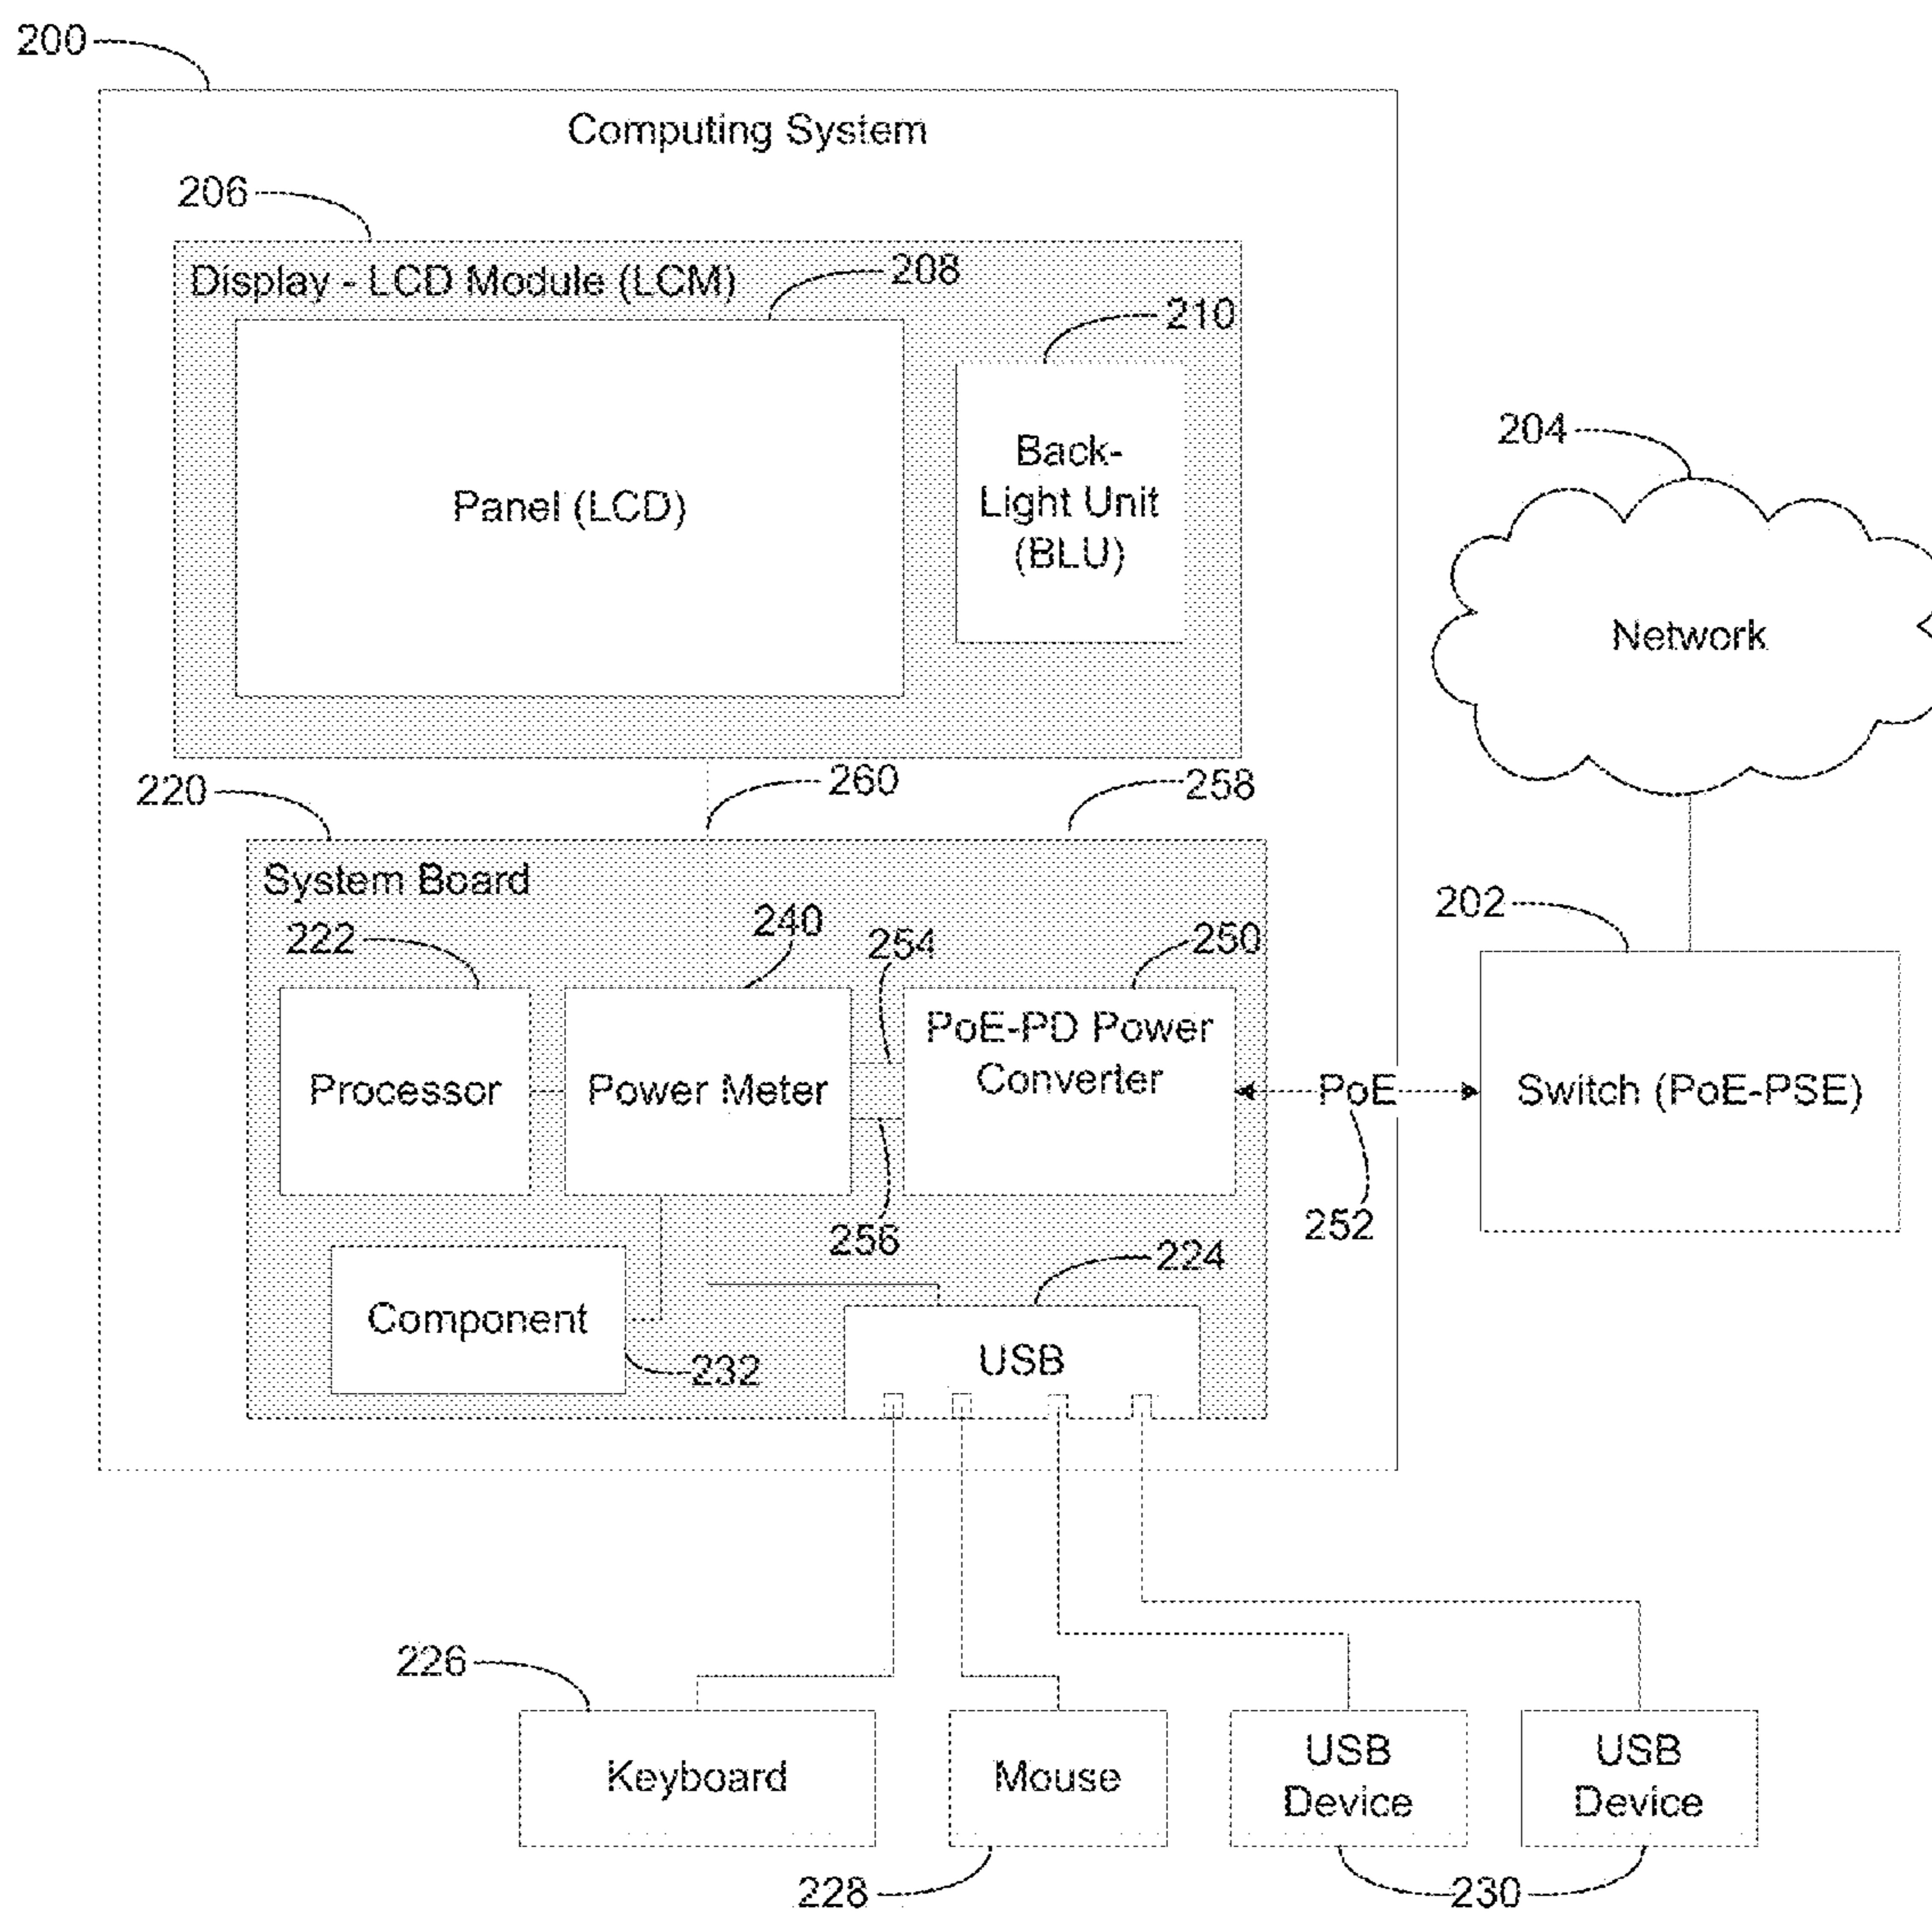 200
Computing System
206
Display - LCD Module (LCM)
208
210
Panel (LCD)
Back-
Light Unit
(BLU)
204
Network
220
260
258
System Board
222
240
254
250
202
Processor
Power Meter
PoE-PD Power
Converter
PoE
Switch (PoE-PSE)
256
252
224
Component
232
USB
226
Keyboard
Mouse
USB
Device
USB
Device
228
230